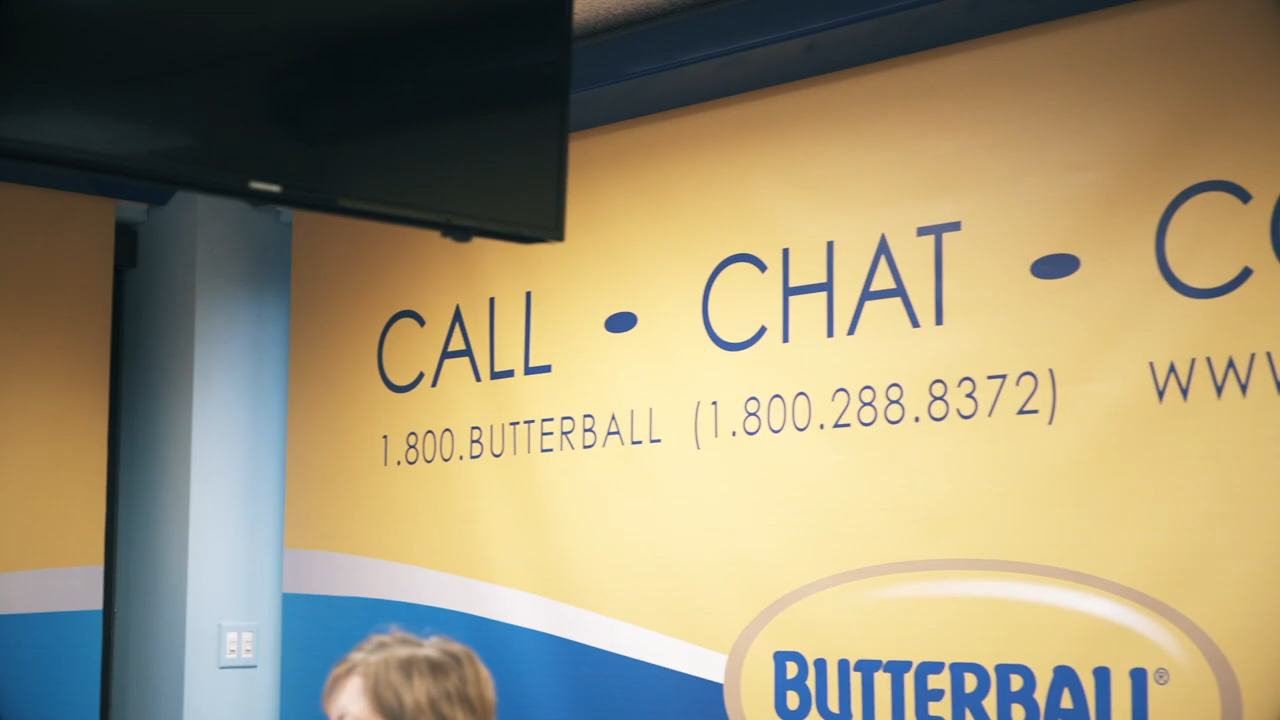 CALL • CHAT •
1.800.BUTTERBALL (1.800.288.8372)
BUTTERBALL®